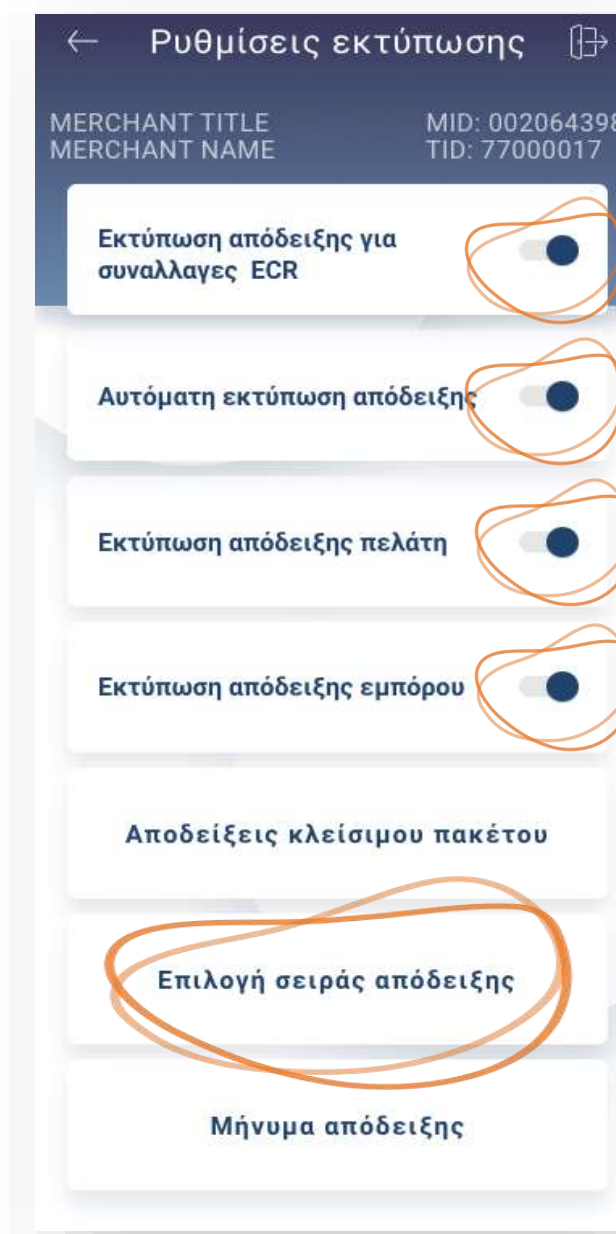 Ρυθμίσεις εκτύπωσης
MERCHANT TITLE MID: 002064398
MERCHANT NAME TID: 77000017
Εκτύπωση απόδειξης για
συναλλαγες ECR
Αυτόματη εκτύπωση απόδειξης
Εκτύπωση απόδειξης πελάτη
Εκτύπωση απόδειξης εμπόρου
Αποδείξεις κλείσιμου πακέτου
Επιλογή σειράς απόδειξης
Μήνυμα απόδειξης